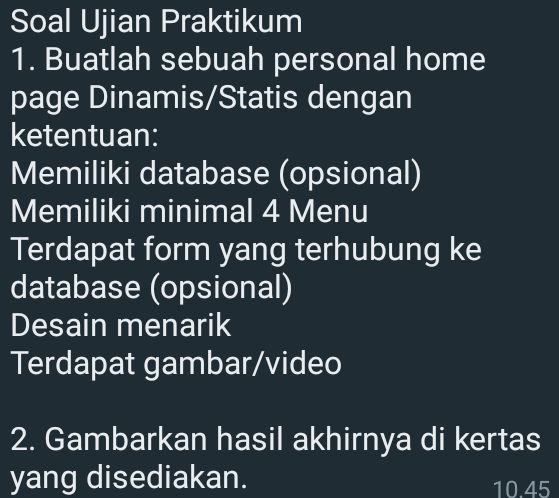 Soal Ujian Praktikum
1. Buatlah sebuah personal home
page Dinamis/Statis dengan
ketentuan:
Memiliki database (opsional)
Memiliki minimal 4 Menu
Terdapat form yang terhubung ke
database (opsional)
Desain menarik
Terdapat gambar/video
2. Gambarkan hasil akhirnya di kertas
yang disediakan.
10.45